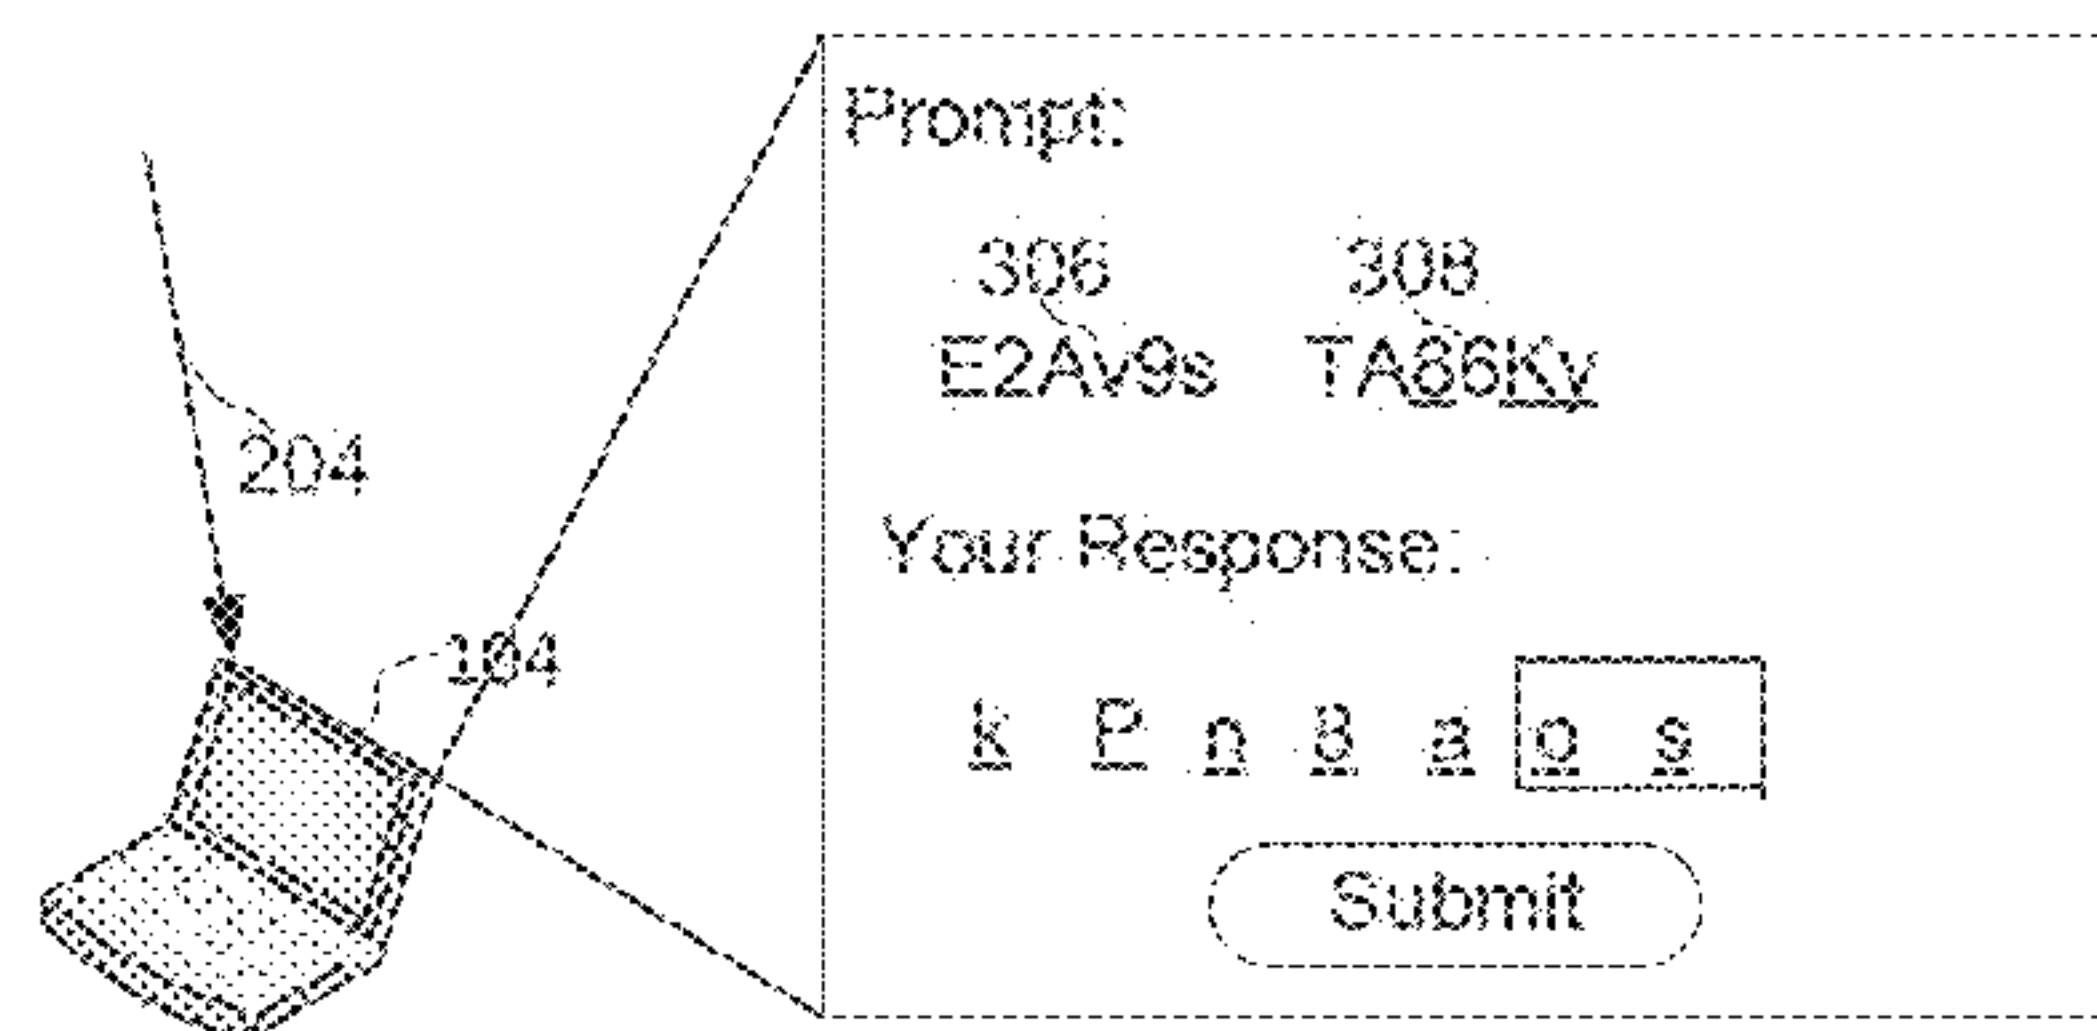 Prompt:
306 308
E2Av9s TA86Ky
204
Your Response:
104
k P n 8 a o s
Submit